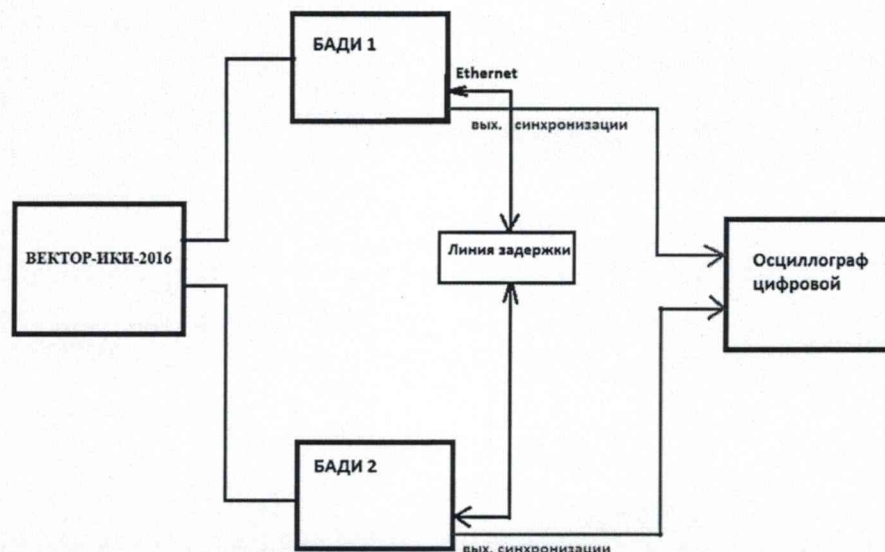 БАДИ 1
Ethernet
вых. синхронизации
ВЕКТОР-ИКИ-2016
Линия задержки
Осциллограф
цифровой
БАДИ 2
вых. синхронизации